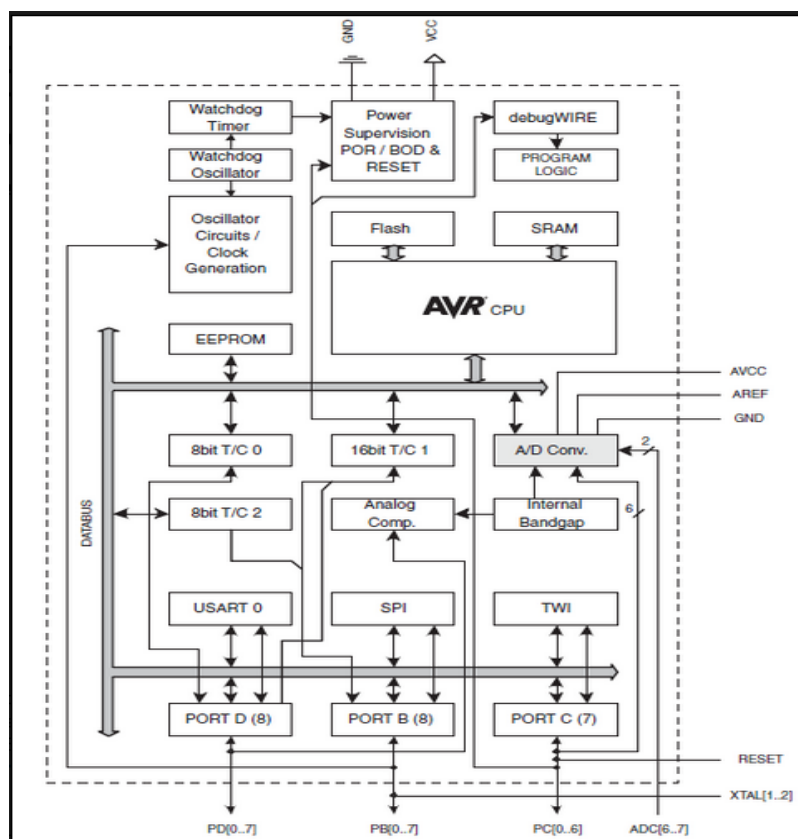 GND
VCC
Watchdog
Timer
Power
Supervision
POR / BOD &
RESET
debugWIRE
Watchdog
Oscillator
PROGRAM
LOGIC
Oscillator
Circuits /
Clock
Generation
Flash
SRAM
AVR CPU
EEPROM
AVCC
AREF
GND
8bit T/C 0
16bit T/C 1
A/D Conv.
2
DATABUS
8bit T/C 2
Analog
Comp.
Internal
Bandgap
6
USART 0
SPI
TWI
PORT D (8)
PORT B (8)
PORT C (7)
RESET
XTAL[1..2]
PD[0..7]
PB[0..7]
PC[0..6]
ADC[6..7]